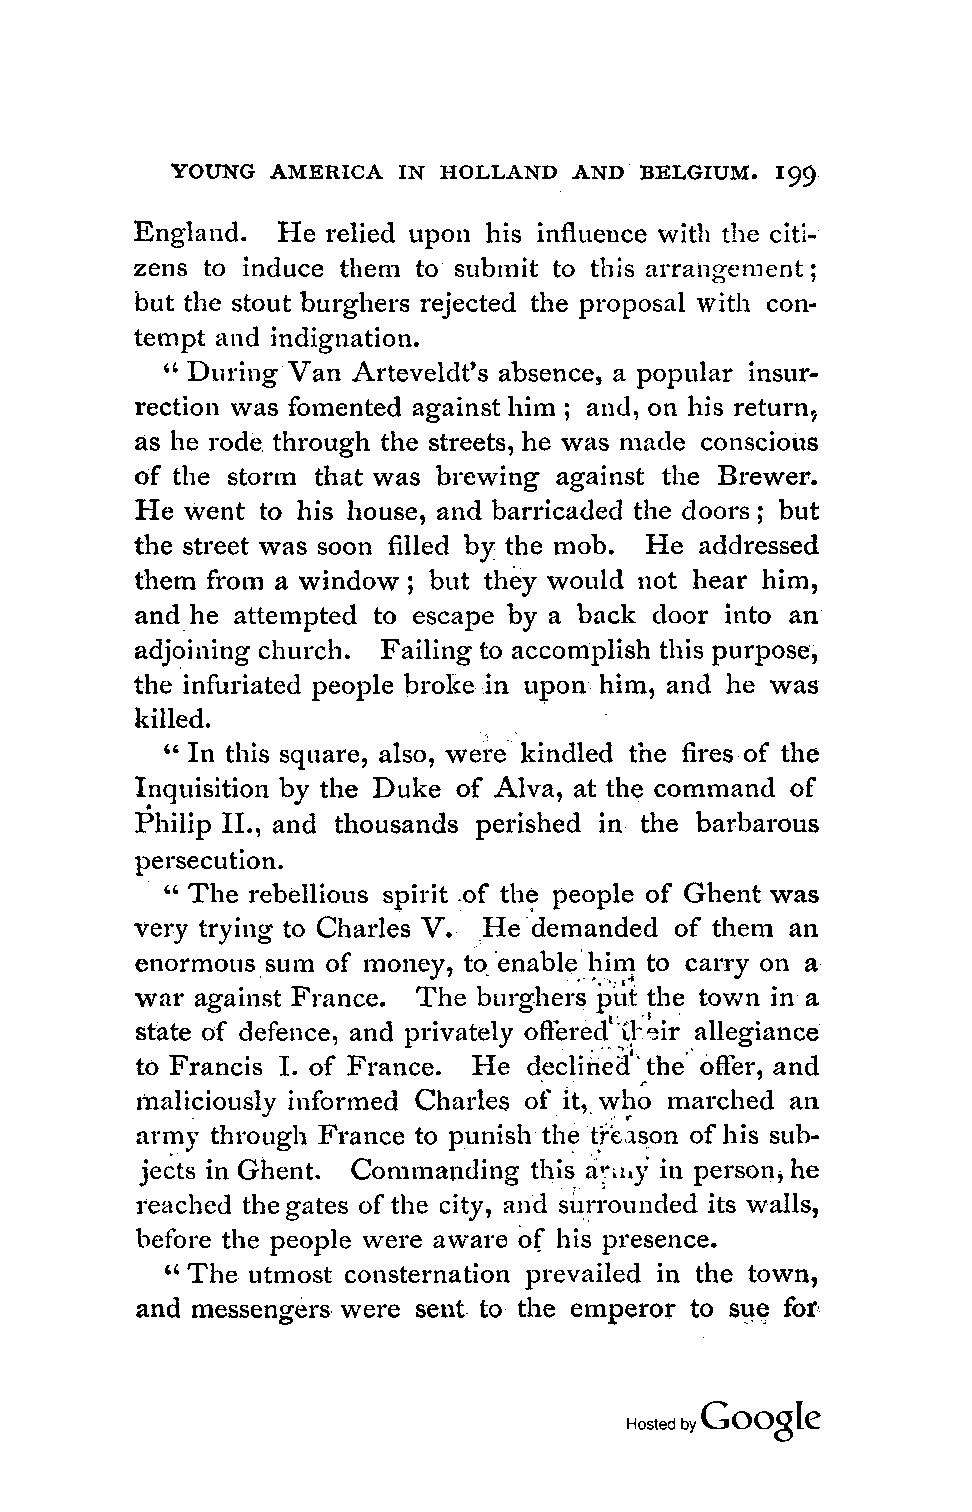 YOUNG AMERICA IN HOLLAND AND BELGIUM. 199
England. He relied upon his influence with the citi-
zens to induce them to submit to this arrangement;
but the stout burghers rejected the proposal with con-
tempt and indignation.
“ During Van Arteveldt's absence, a popular insur-
rection was fomented against him ; and, on his return,
as he rode through the streets, he was made conscious
of the storm that was brewing against the Brewer.
He went to his house, and barricaded the doors; but
the street was soon filled by the mob. He addressed
them from a window; but they would not hear him,
and he attempted to escape by a back door into an
adjoining church. Failing to accomplish this purpose,
the infuriated people broke in upon him, and he was
killed.
“ In this square, also, were kindled the fires of the
Inquisition by the Duke of Alva, at the command of
Philip II., and thousands perished in the barbarous
persecution.
“ The rebellious spirit of the people of Ghent was
very trying to Charles V. He demanded of them an
enormous sum of money, to enable him to carry on a
war against France. The burghers put the town in a
state of defence, and privately offered their allegiance
to Francis I. of France. He declined the offer, and
maliciously informed Charles of it, who marched an
army through France to punish the treason of his sub-
jects in Ghent. Commanding this army in person, he
reached the gates of the city, and surrounded its walls,
before the people were aware of his presence.
“ The utmost consternation prevailed in the town,
and messengers were sent to the emperor to sue for
Hosted by Google